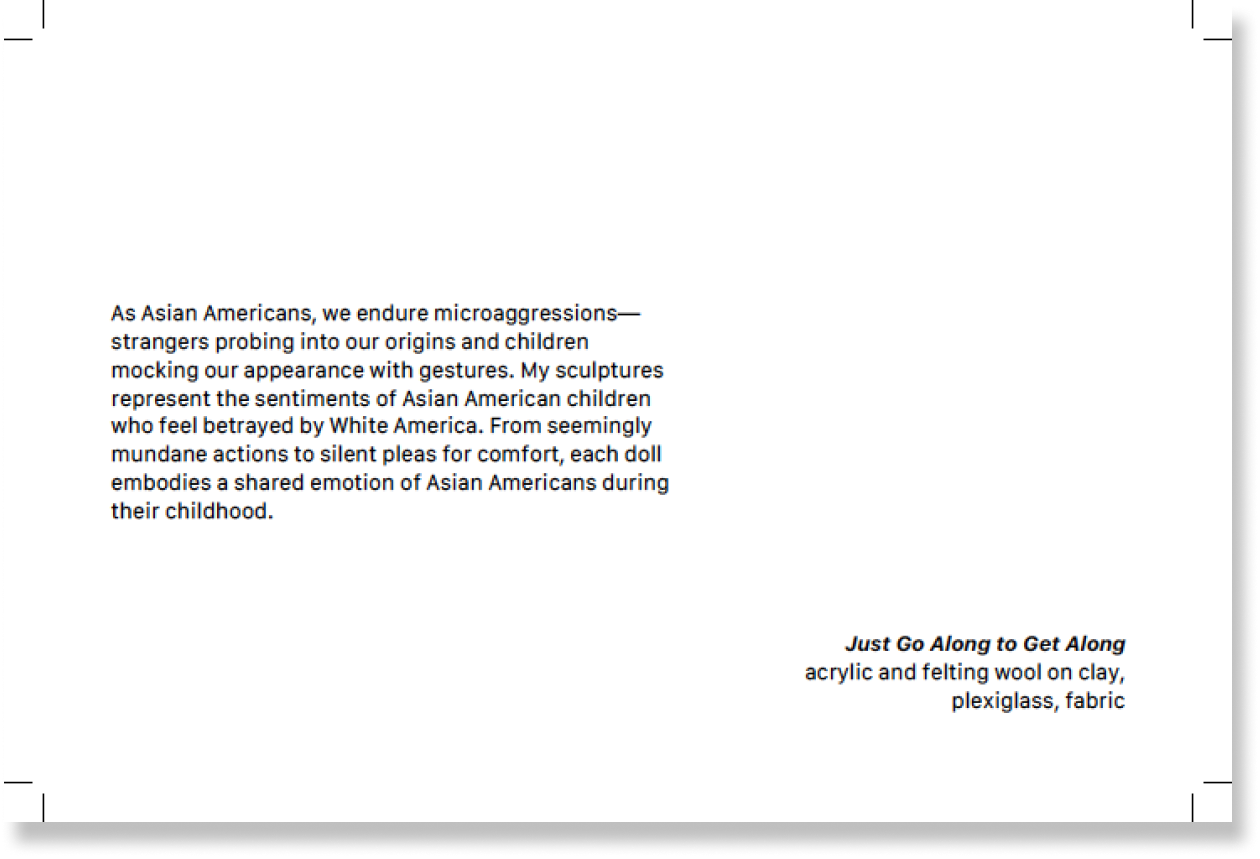 As Asian Americans, we endure microaggressions—
strangers probing into our origins and children
mocking our appearance with gestures. My sculptures
represent the sentiments of Asian American children
who feel betrayed by White America. From seemingly
mundane actions to silent pleas for comfort, each doll
embodies a shared emotion of Asian Americans during
their childhood.
Just Go Along to Get Along
acrylic and felting wool on clay,
plexiglass, fabric